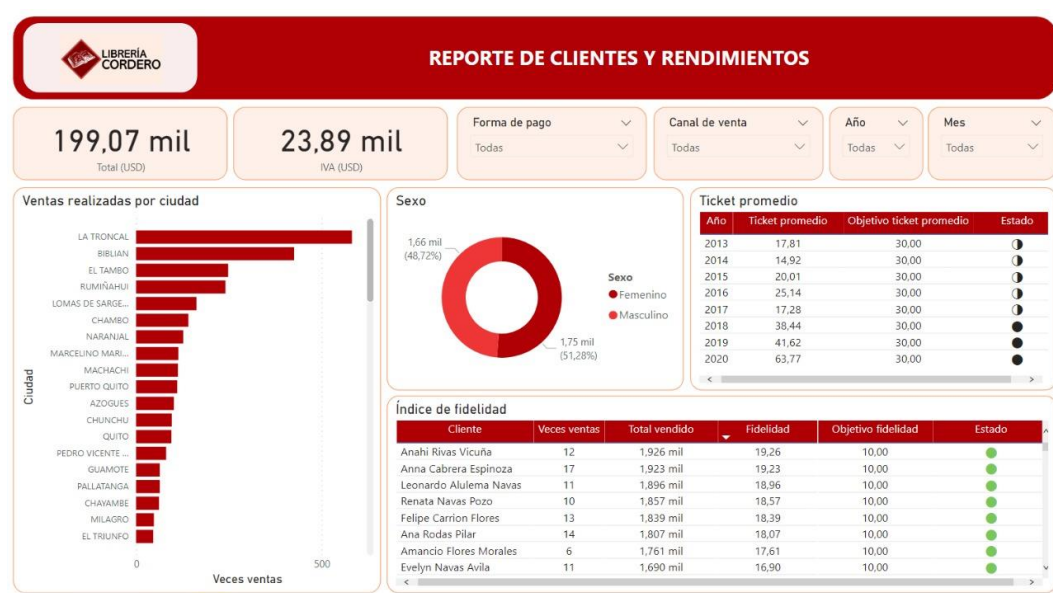 LIBRERÍA
CORDERO
REPORTE DE CLIENTES Y RENDIMIENTOS
199,07 mil
Total (USD)
23,89 mil
IVA (USD)
Forma de pago
Todas
Canal de venta
Todas
Año
Todas
Mes
Todas
Ventas realizadas por ciudad
Ciudad
LA TRONCAL
BIBLIAN
EL TAMBO
RUMIÑAHUI
LOMAS DE SARGE...
CHAMBO
NARANJAL
MARCELINO MARI...
MACHACHI
PUERTO QUITO
AZOGUES
CHUNCHU
QUITO
PEDRO VICENTE ...
GUAMOTE
PALLATANGA
CHAYAMBE
MILAGRO
EL TRIUNFO
0 500
Veces ventas
Sexo
1,66 mil
(48,72%)
1,75 mil
(51,28%)
Sexo
Femenino
Masculino
Ticket promedio
Año Ticket promedio Objetivo ticket promedio Estado
2013 17,81 30,00
2014 14,92 30,00
2015 20,01 30,00
2016 25,14 30,00
2017 17,28 30,00
2018 38,44 30,00
2019 41,62 30,00
2020 63,77 30,00
Índice de fidelidad
Cliente Veces ventas Total vendido Fidelidad Objetivo fidelidad Estado
Anahi Rivas Vicuña 12 1,926 mil 19,26 10,00
Anna Cabrera Espinoza 17 1,923 mil 19,23 10,00
Leonardo Alulema Navas 11 1,896 mil 18,96 10,00
Renata Navas Pozo 10 1,857 mil 18,57 10,00
Felipe Carrion Flores 13 1,839 mil 18,39 10,00
Ana Rodas Pilar 14 1,807 mil 18,07 10,00
Amancio Flores Morales 6 1,761 mil 17,61 10,00
Evelyn Navas Avila 11 1,690 mil 16,90 10,00